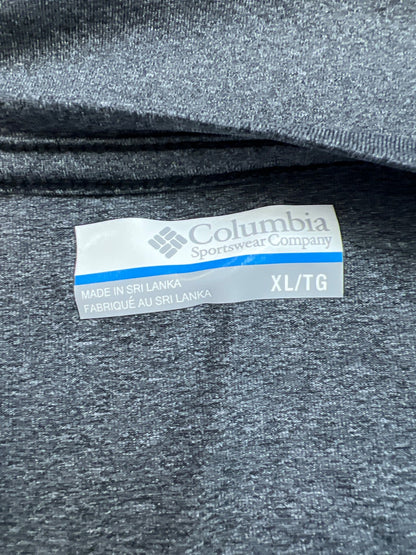 Columbia
Sportswear Company
MADE IN SRI LANKA
FABRIQUÉ AU SRI LANKA
XL/TG